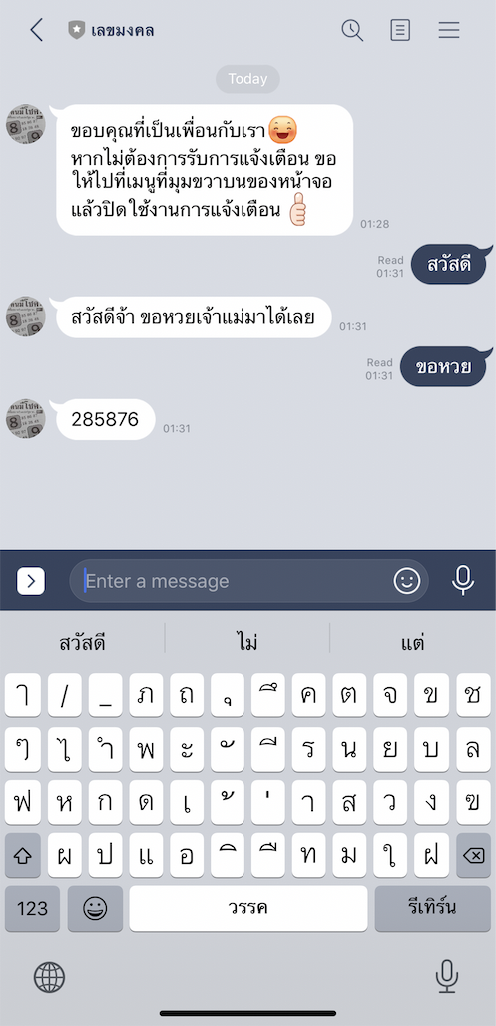 เลขมงคล
Today
ขอบคุณที่เป็นเพื่อนกับเรา
หากไม่ต้องการรับการแจ้งเตือน ขอ
ให้ไปที่เมนูที่มุมขวาบนของหน้าจอ
แล้วปิดใช้งานการแจ้งเตือน
01:28
Read
01:31
สวัสดี
สวัสดีจ้า ขอหวยเจ้าแม่มาได้เลย
01:31
Read
01:31
ขอหวย
285876
01:31
Enter a message
สวัสดี ไม่ แต่
ๅ / _ ภ ถ ุ ึ ค ต จ ข ช
ๆ ไ ำ พ ะ ั ี ร น ย บ ล
ฟ ห ก ด เ ้ ่ า ส ว ง ฃ
ผ ป แ อ ิ ื ท ม ใ ฝ
123 วรรค รีเทิร์น